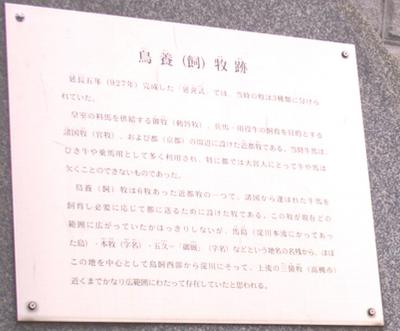 鳥養(飼)牧跡
延長五年(927年)完成した「延喜式」では、当時の牧は3種類に分けら
れていた。
皇室の料馬を供給する御牧(勅旨牧)、兵馬・用役牛の飼育を目的とする
諸国牧(官牧)、および都(京都)の周辺に設けた近都牧である。当時牛馬は、
ひき牛や乗馬用として多く利用され、特に都では大宮人にとって牛や馬は
欠くことのできないものであった。
鳥養(飼)牧は6牧あった近都牧の一つで、諸国から運ばれた牛馬を
飼育し必要に応じて都に送るために設けた牧である。この牧が現在どの
範囲に広がっていたかはっきりしないが、馬島(淀川本流にかつてあっ
た島)・本牧(字名)・五久=「御厩」(字名)などという地名の名残から、ほぼ
この地を中心として鳥飼西部から淀川にそって、上流の三箇牧(高槻市)
近くまでかなり広範囲にわたって存在していたと思われる。